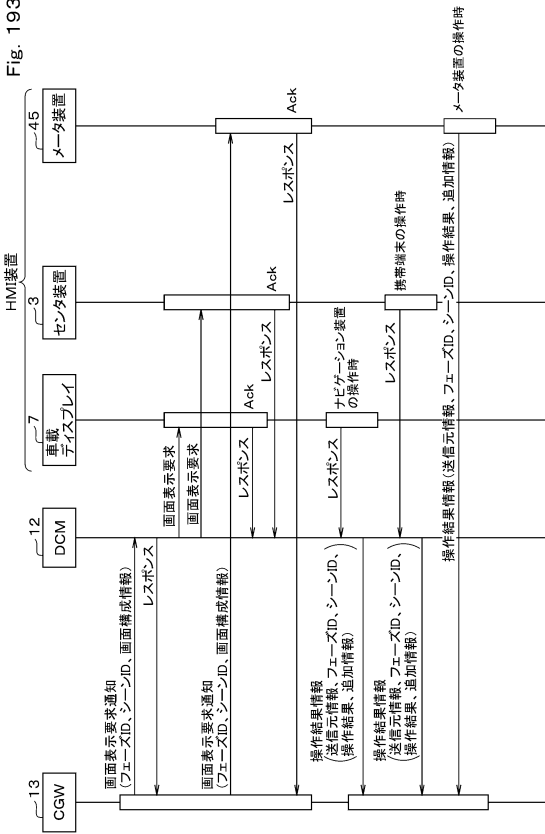 Fig. 193
HMI装置
13
12
7
3
45
CGW
DCM
車載
ディスプレイ
センタ装置
メータ装置
画面表示要求通知
(フェーズID、シーンID、画面構成情報)
レスポンス
画面表示要求
画面表示要求
画面表示要求通知
(フェーズID、シーンID、画面構成情報)
Ack
レスポンス
Ack
レスポンス
Ack
レスポンス
ナビゲーション装置
の操作時
レスポンス
操作結果情報
(送信元情報、フェーズID、シーンID、
操作結果、追加情報)
携帯端末の操作時
レスポンス
操作結果情報
(送信元情報、フェーズID、シーンID、
操作結果、追加情報)
メータ装置の操作時
操作結果情報(送信元情報、フェーズID、シーンID、操作結果、追加情報)